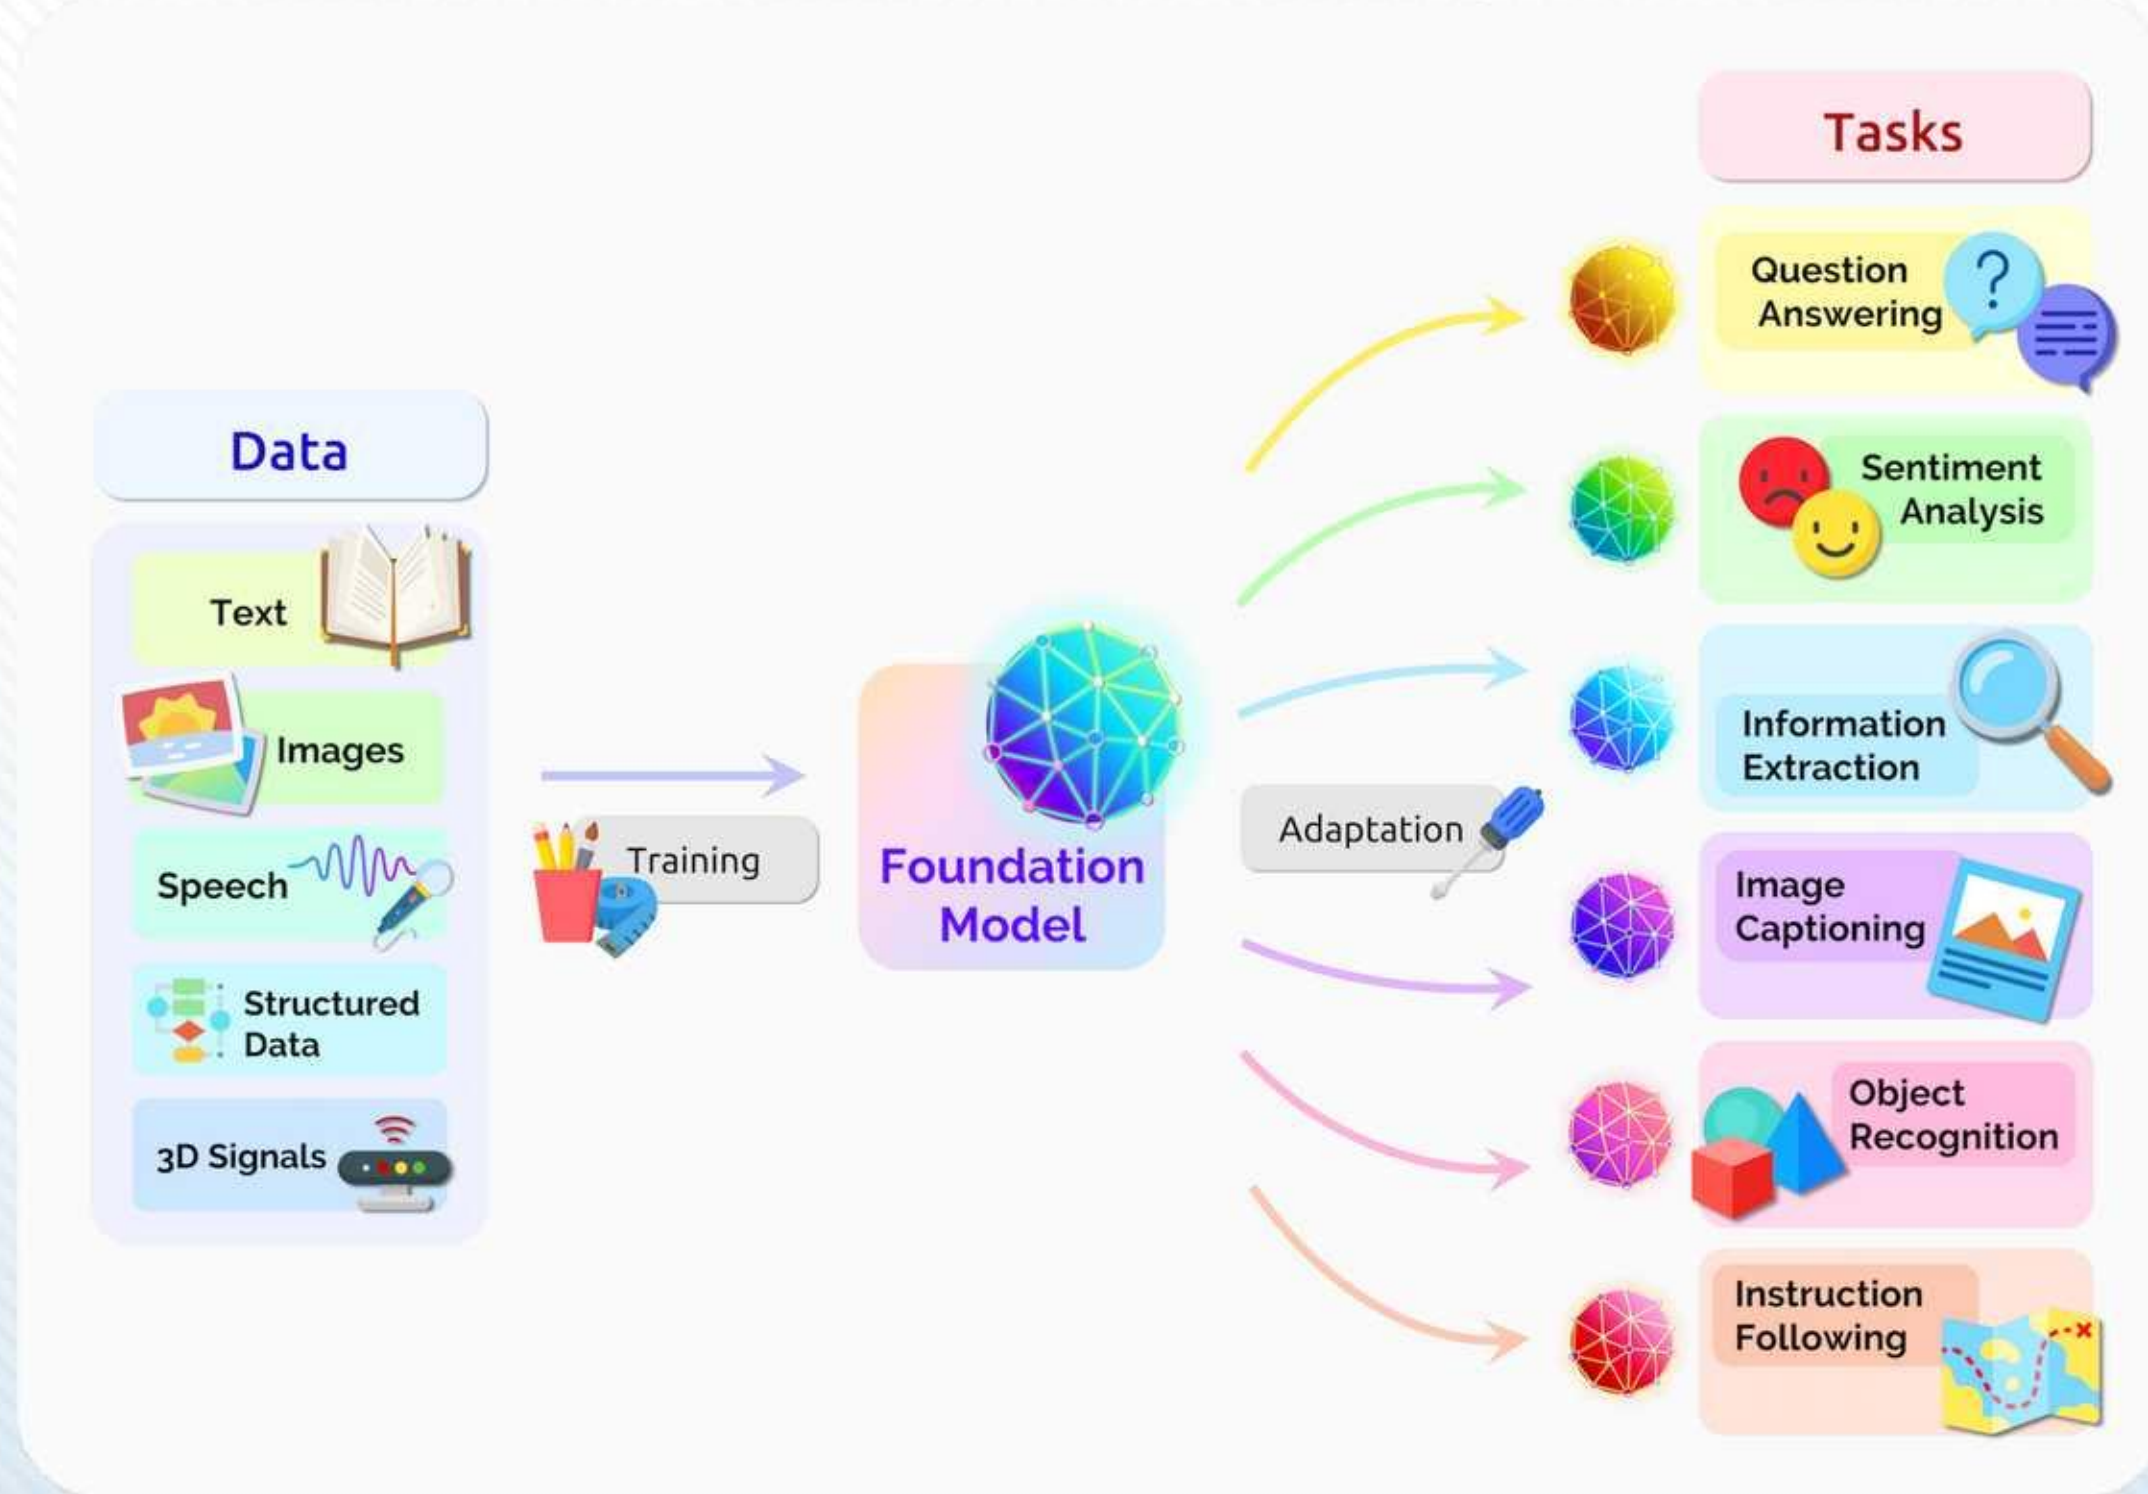 Data
Text
Images
Speech
Structured
Data
3D Signals
Training
Foundation
Model
Adaptation
Tasks
Question
Answering
Sentiment
Analysis
Information
Extraction
Image
Captioning
Object
Recognition
Instruction
Following